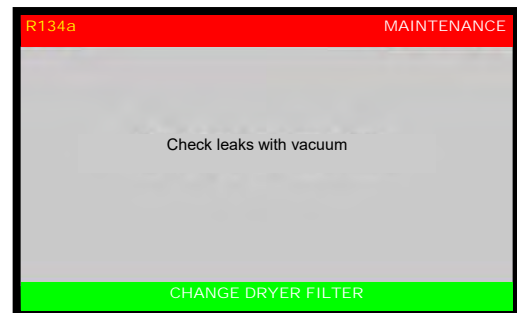 R134a MAINTENANCE
Check leaks with vacuum
CHANGE DRYER FILTER